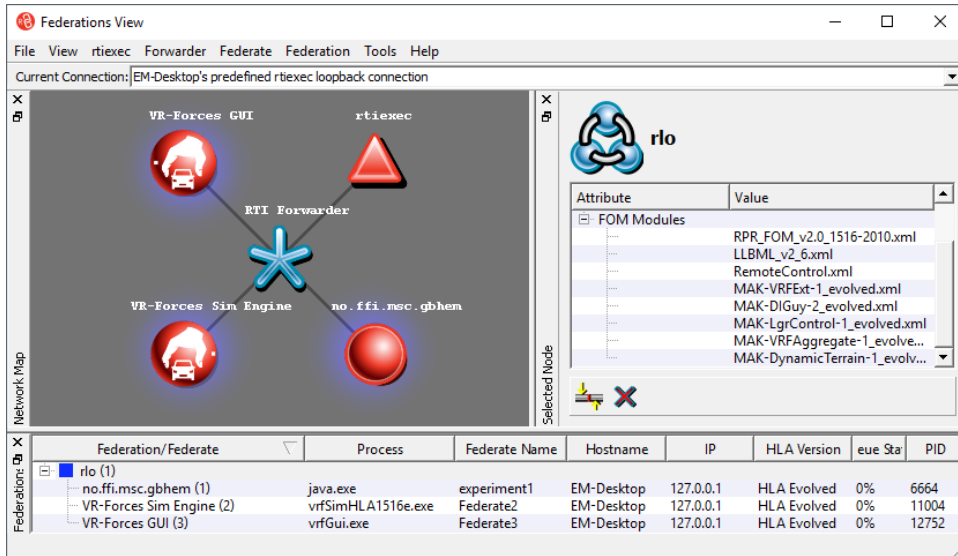 Federations View
File View rtiexec Forwarder Federate Federation Tools Help
Current Connection: EM-Desktop's predefined rtiexec loopback connection
VR-Forces GUI
rtiexec
RTI Forwarder
VR-Forces Sim Engine
no.ffi.msc.gbhem
Network Map
Selected Node
rlo
Attribute Value
FOM Modules
RPR_FOM_v2.0_1516-2010.xml
LLBML_v2_6.xml
RemoteControl.xml
MAK-VRFExt-1_evolved.xml
MAK-DIGuy-2_evolved.xml
MAK-LgrControl-1_evolved.xml
MAK-VRFAggregate-1_evolve...
MAK-DynamicTerrain-1_evolv...
Federations
Federation/Federate Process Federate Name Hostname IP HLA Version eue Sta PID
rlo (1)
no.ffi.msc.gbhem (1) java.exe experiment1 EM-Desktop 127.0.0.1 HLA Evolved 0% 6664
VR-Forces Sim Engine (2) vrfSimHLA1516e.exe Federate2 EM-Desktop 127.0.0.1 HLA Evolved 0% 11004
VR-Forces GUI (3) vrfGui.exe Federate3 EM-Desktop 127.0.0.1 HLA Evolved 0% 12752